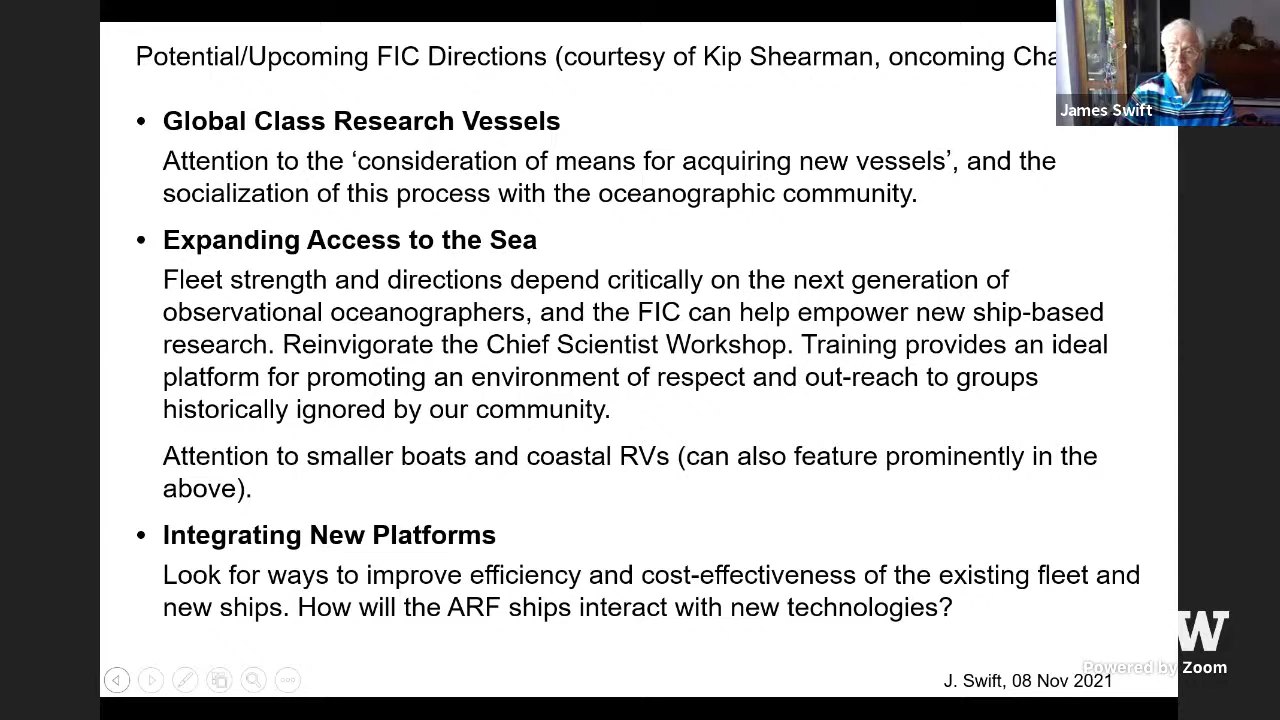 Potential/Upcoming FIC Directions (courtesy of Kip Shearman, oncoming Cha
James Swift
• Global Class Research Vessels
Attention to the ‘consideration of means for acquiring new vessels’, and the
socialization of this process with the oceanographic community.
• Expanding Access to the Sea
Fleet strength and directions depend critically on the next generation of
observational oceanographers, and the FIC can help empower new ship-based
research. Reinvigorate the Chief Scientist Workshop. Training provides an ideal
platform for promoting an environment of respect and out-reach to groups
historically ignored by our community.
Attention to smaller boats and coastal RVs (can also feature prominently in the
above).
• Integrating New Platforms
Look for ways to improve efficiency and cost-effectiveness of the existing fleet and
new ships. How will the ARF ships interact with new technologies?
W
Powered by Zoom
J. Swift, 08 Nov 2021